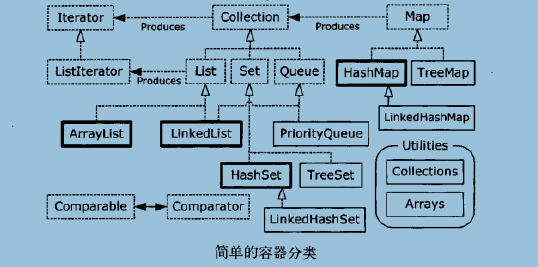 Iterator
Collection
Map
Produces
Produces
ListIterator
Produces
List
Set
Queue
HashMap
TreeMap
ArrayList
LinkedList
PriorityQueue
LinkedHashMap
Utilities
Collections
Arrays
HashSet
TreeSet
Comparable
Comparator
LinkedHashSet
简单的容器分类